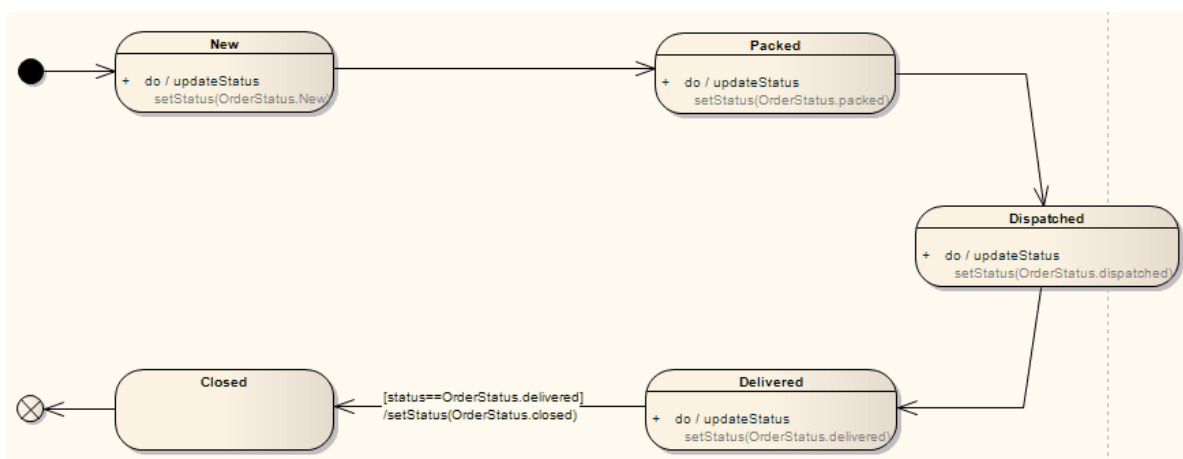 New
+ do / updateStatus
setStatus(OrderStatus.New)
Packed
+ do / updateStatus
setStatus(OrderStatus.packed)
Dispatched
+ do / updateStatus
setStatus(OrderStatus.dispatched)
Closed
[status==OrderStatus.delivered]
/setStatus(OrderStatus.closed)
Delivered
+ do / updateStatus
setStatus(OrderStatus.delivered)